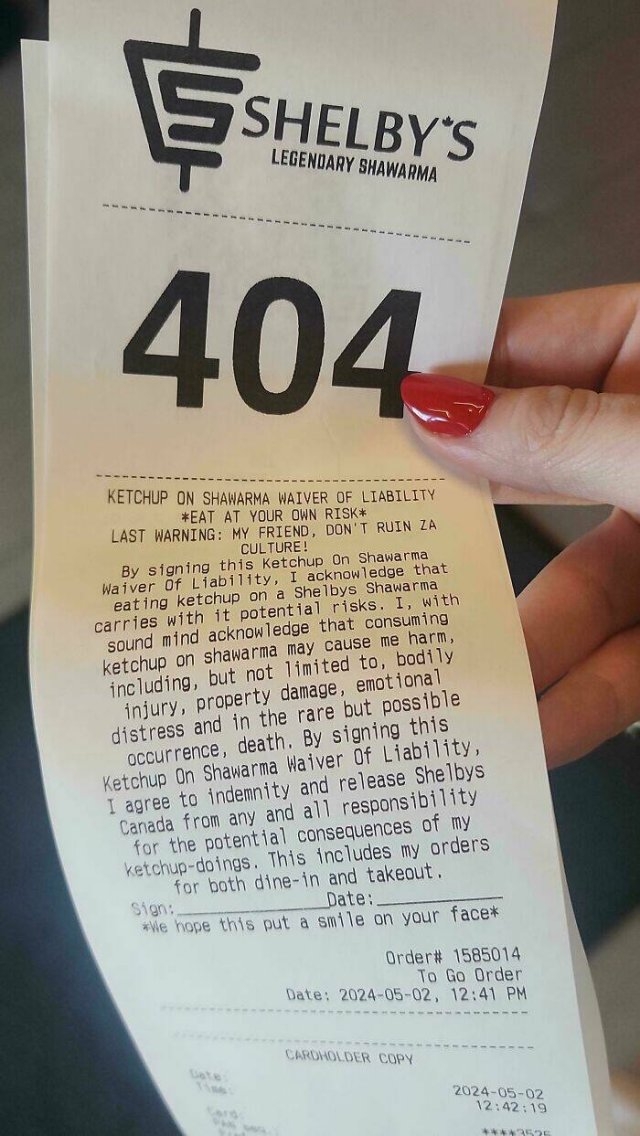 SHELBY'S
LEGENDARY SHAWARMA
404
KETCHUP ON SHAWARMA WAIVER OF LIABILITY
*EAT AT YOUR OWN RISK*
LAST WARNING: MY FRIEND, DON'T RUIN ZA
CULTURE!
By signing this Ketchup On Shawarma
Waiver Of Liability, I acknowledge that
eating ketchup on a Shelbys Shawarma
carries with it potential risks. I, with
sound mind acknowledge that consuming
ketchup on shawarma may cause me harm,
including, but not limited to, bodily
injury, property damage, emotional
distress and in the rare but possible
occurrence, death. By signing this
Ketchup On Shawarma Waiver Of Liability,
I agree to indemnity and release Shelbys
Canada from any and all responsibility
for the potential consequences of my
ketchup-doings. This includes my orders
for both dine-in and takeout.
Sign:____________Date:__________
*We hope this put a smile on your face*
Order# 1585014
To Go Order
Date: 2024-05-02, 12:41 PM
CARDHOLDER COPY
Date: 2024-05-02
Time: 12:42:19
Card: ****3525